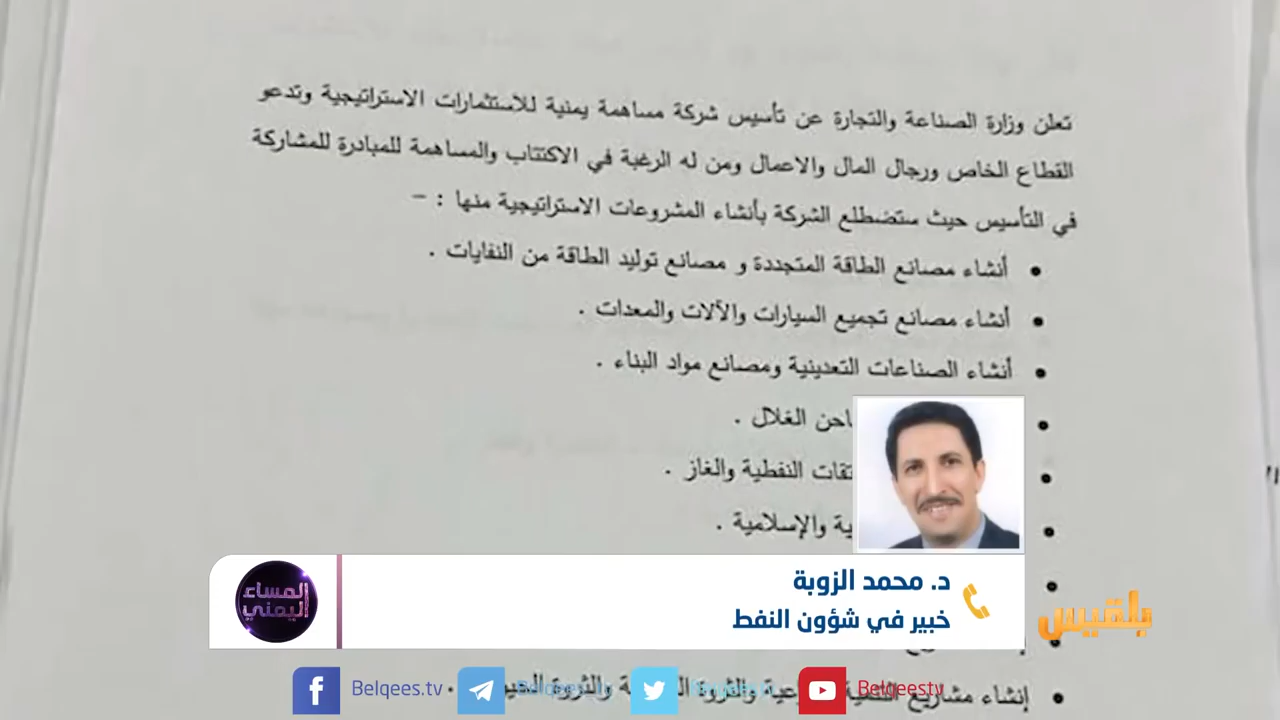 تعلن وزارة الصناعة والتجارة عن تأسيس شركة مساهمة يمنية للاستثمارات الاستراتيجية وتدعو
القطاع الخاص ورجال المال والاعمال ومن له الرغبة في الاكتتاب والمساهمة للمبادرة للمشاركة
في التأسيس حيث ستضطلع الشركة بأنشاء المشروعات الاستراتيجية منها : –
• أنشاء مصانع الطاقة المتجددة و مصانع توليد الطاقة من النفايات .
• أنشاء مصانع تجميع السيارات والآلات والمعدات .
• أنشاء الصناعات التعدينية ومصانع مواد البناء .
• الغلال .
• النفطية والغاز .
• والإسلامية .
د. محمد الزوبة
خبير في شؤون النفط
المساء
اليمني
بلقيس
• إنشاء مشاريع التنمية والثروة والثروة
Belqees.tv
Belqeestv